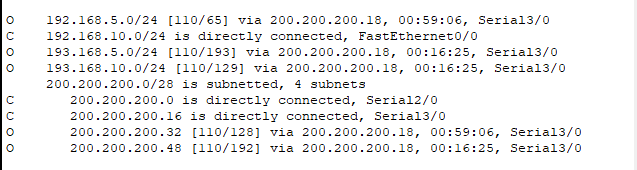 O    192.168.5.0/24 [110/65] via 200.200.200.18, 00:59:06, Serial3/0
C    192.168.10.0/24 is directly connected, FastEthernet0/0
O    193.168.5.0/24 [110/193] via 200.200.200.18, 00:16:25, Serial3/0
O    193.168.10.0/24 [110/129] via 200.200.200.18, 00:16:25, Serial3/0
     200.200.200.0/28 is subnetted, 4 subnets
C       200.200.200.0 is directly connected, Serial2/0
C       200.200.200.16 is directly connected, Serial3/0
O       200.200.200.32 [110/128] via 200.200.200.18, 00:59:06, Serial3/0
O       200.200.200.48 [110/192] via 200.200.200.18, 00:16:25, Serial3/0